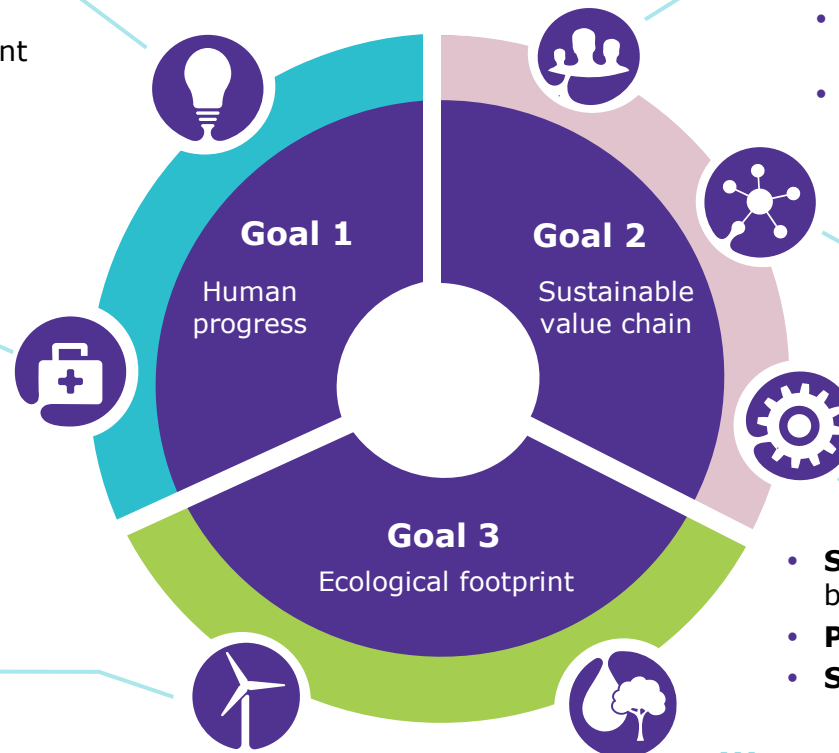 nt
Goal 1
Human
progress
Goal 2
Sustainable
value chain
Goal 3
Ecological footprint
• S
b
• P
• S